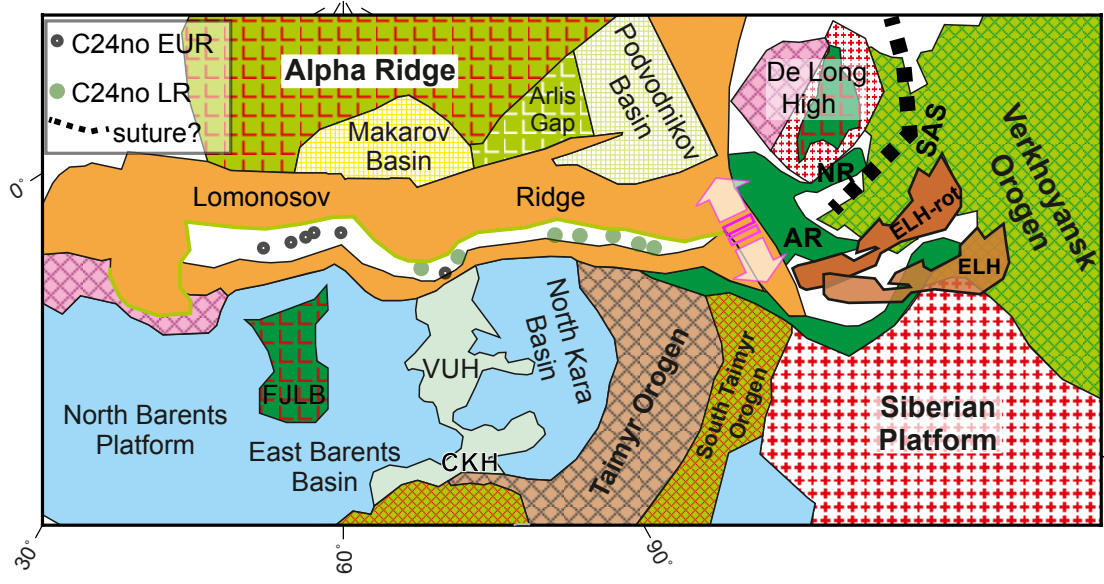 C24no EUR
C24no LR
suture?
Alpha Ridge
Makarov
Basin
Arlis
Gap
Podvodnikov
Basin
De Long
High
SAS
Verkhoyansk
Orogen
NR
0°
Lomonosov
Ridge
AR
ELH-rot
ELH
North Kara
Basin
VUH
FJLB
North Barents
Platform
East Barents
Basin
CKH
Taimyr Orogen
South Taimyr
Orogen
Siberian
Platform
30°
60°
90°